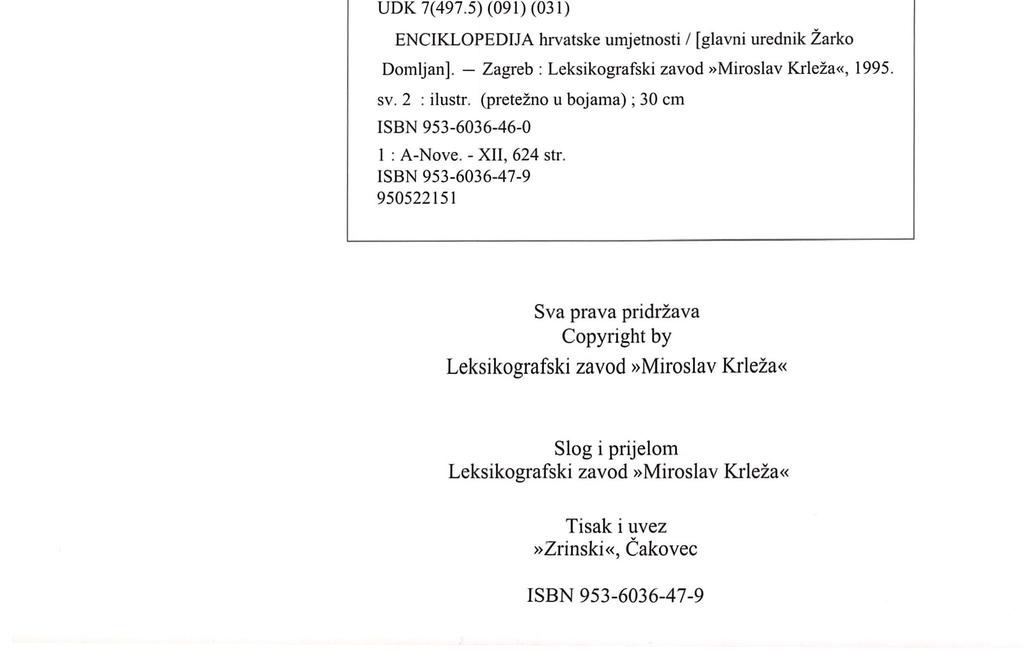 UDK 7(497.5) (091) (031)
ENCIKLOPEDIJA hrvatske umjetnosti / [glavni urednik Žarko
Domljan]. — Zagreb : Leksikografski zavod »Miroslav Krleža«, 1995.
sv. 2 : ilustr. (pretežno u bojama) ; 30 cm
ISBN 953-6036-46-0
1 : A-Nove. - XII, 624 str.
ISBN 953-6036-47-9
950522151
Sva prava pridržava
Copyright by
Leksikografski zavod »Miroslav Krleža«
Slog i prijelom
Leksikografski zavod »Miroslav Krleža«
Tisak i uvez
»Zrinski«, Čakovec
ISBN 953-6036-47-9